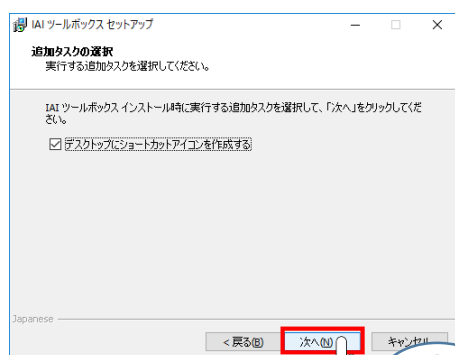 IAI ツールボックス セットアップ
追加タスクの選択
実行する追加タスクを選択してください。
IAI ツールボックス インストール時に実行する追加タスクを選択して、「次へ」をクリックしてくだ
さい。
デスクトップにショートカットアイコンを作成する
Japanese
< 戻る(B)
次へ(N)
キャンセル